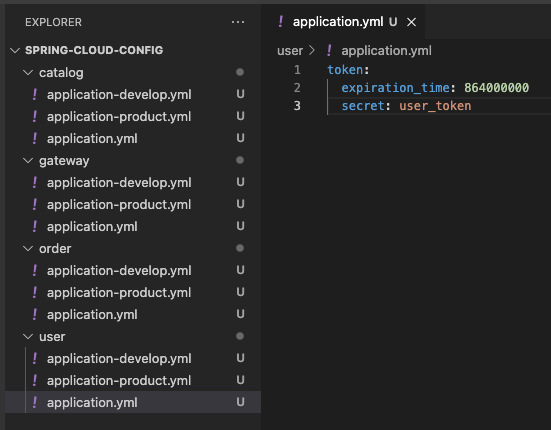 EXPLORER
SPRING-CLOUD-CONFIG
catalog
! application-develop.yml U
! application-product.yml U
! application.yml U
gateway
! application-develop.yml U
! application-product.yml U
! application.yml U
order
! application-develop.yml U
! application-product.yml U
! application.yml U
user
! application-develop.yml U
! application-product.yml U
! application.yml U
! application.yml U
user > ! application.yml
1 token:
2 expiration_time: 864000000
3 secret: user_token